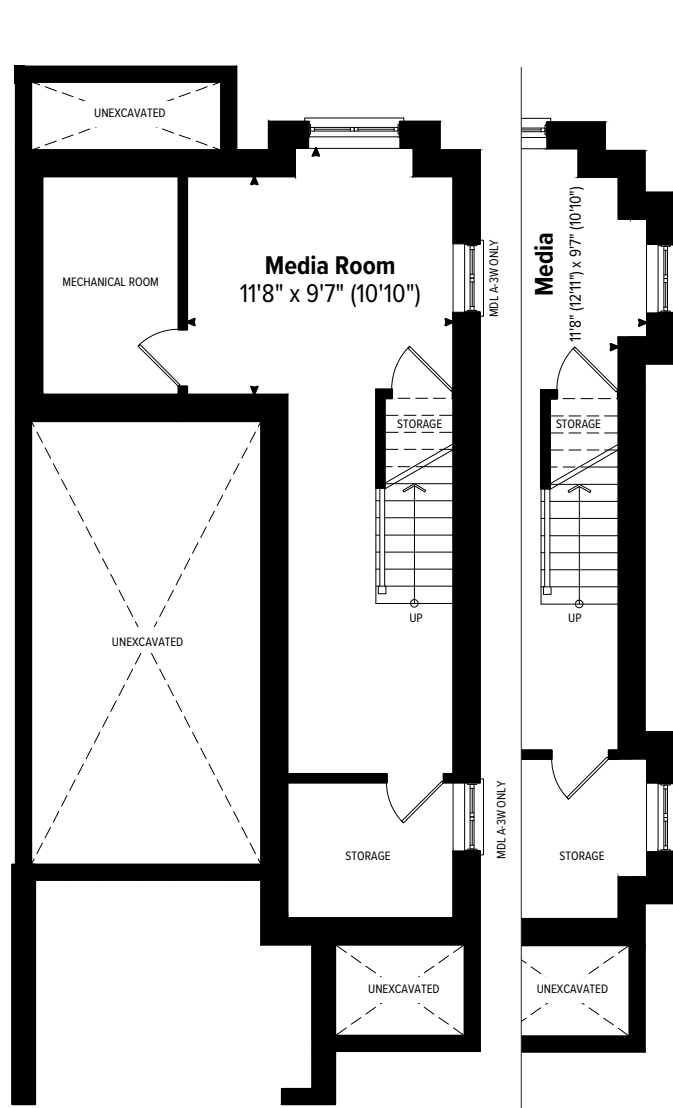 UNEXCAVATED
MECHANICAL ROOM
Media Room
11'8" x 9'7" (10'10")
MDL A-3W ONLY
STORAGE
UP
UNEXCAVATED
STORAGE
MDL A-3W ONLY
UNEXCAVATED
Media
11'8" (12'11") x 9'7" (10'10")
STORAGE
UP
STORAGE
UNEXCAVATED